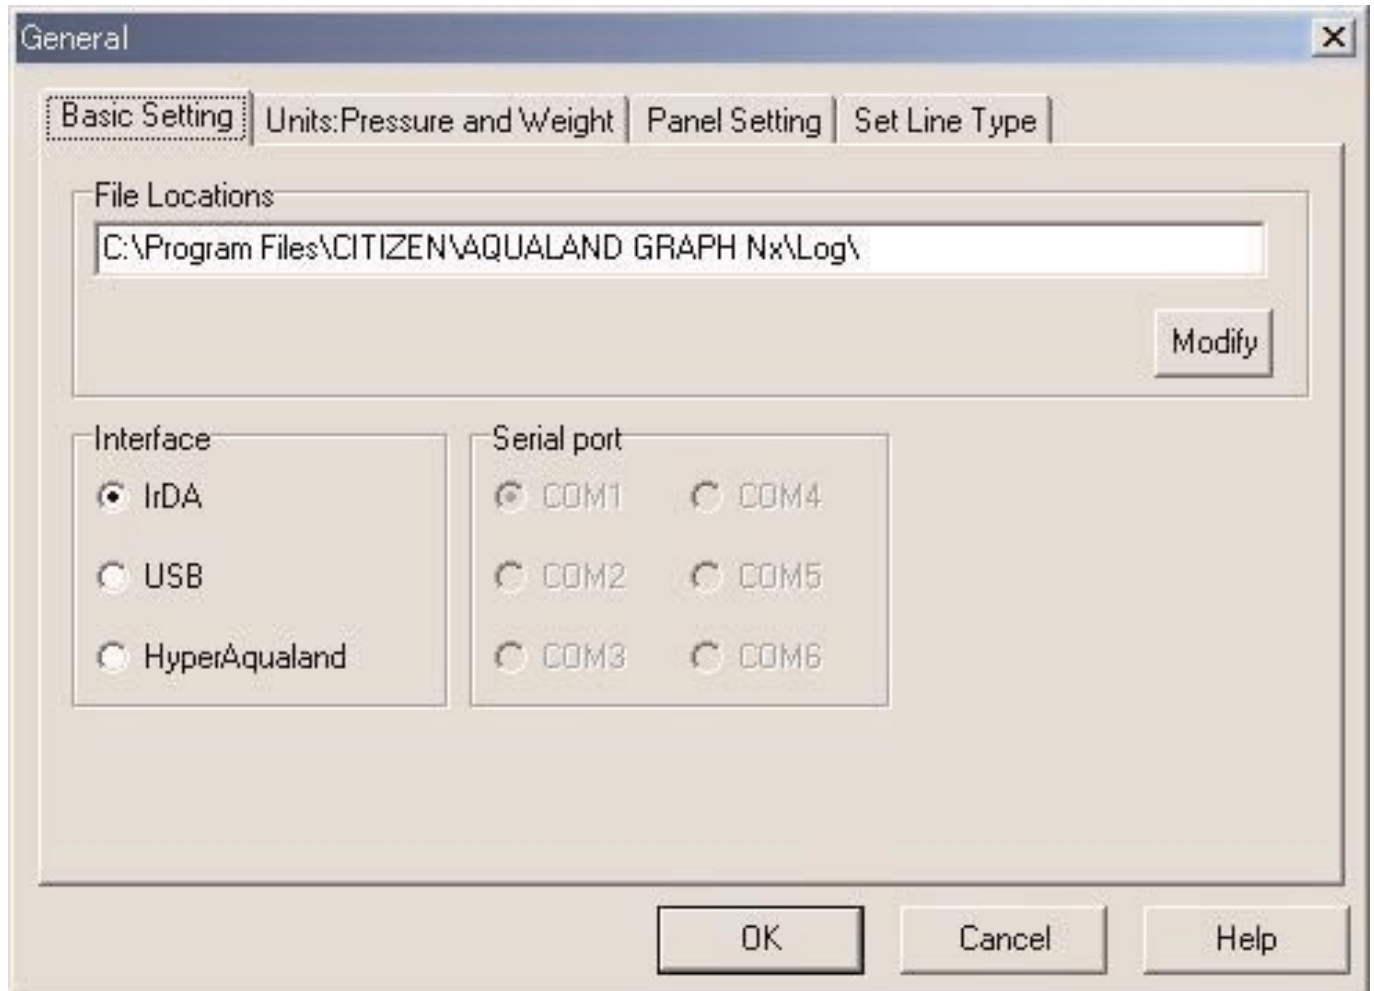 General
Basic Setting Units:Pressure and Weight Panel Setting Set Line Type
File Locations
C:\Program Files\CITIZEN\AQUALAND GRAPH Nx\Log\
Modify
Interface
IrDA
USB
HyperAqualand
Serial port
COM1 COM4
COM2 COM5
COM3 COM6
OK Cancel Help